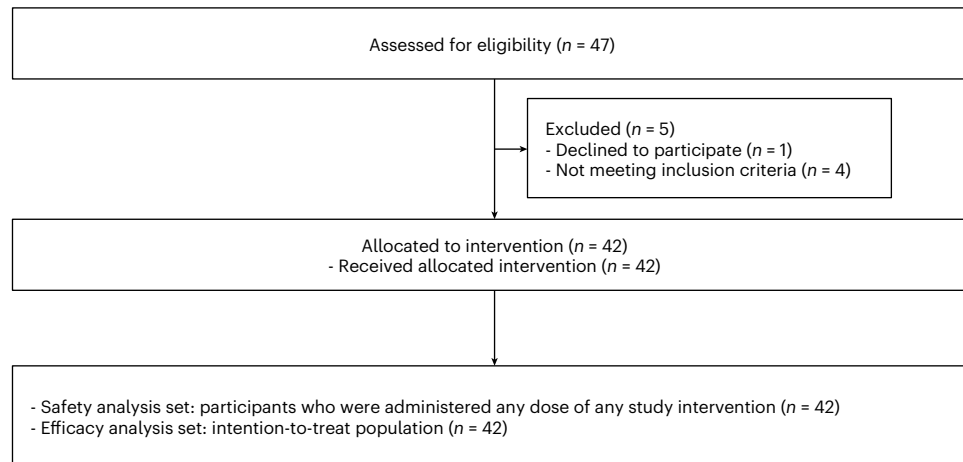 Assessed for eligibility (n = 47)
Excluded (n = 5)
- Declined to participate (n = 1)
- Not meeting inclusion criteria (n = 4)
Allocated to intervention (n = 42)
- Received allocated intervention (n = 42)
- Safety analysis set: participants who were administered any dose of any study intervention (n = 42)
- Efficacy analysis set: intention-to-treat population (n = 42)